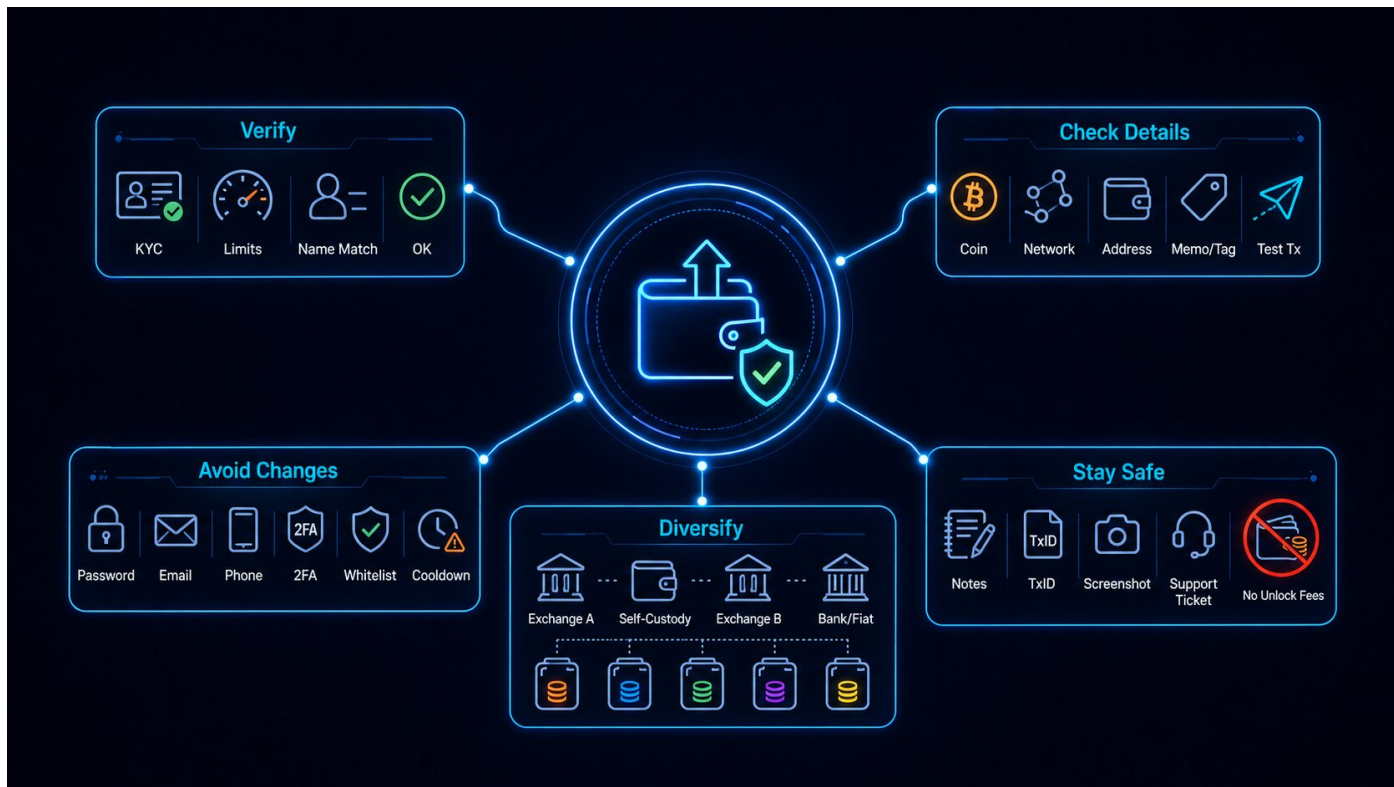 Verify
KYC
Limits
Name Match
OK
Check Details
Coin
Network
Address
Memo/Tag
Test Tx
Avoid Changes
2FA
Password
Email
Phone
2FA
Whitelist
Cooldown
Diversify
Exchange A
Self-Custody
Exchange B
Bank/Fiat
Stay Safe
TxID
Notes
TxID
Screenshot
Support
Ticket
No Unlock Fees